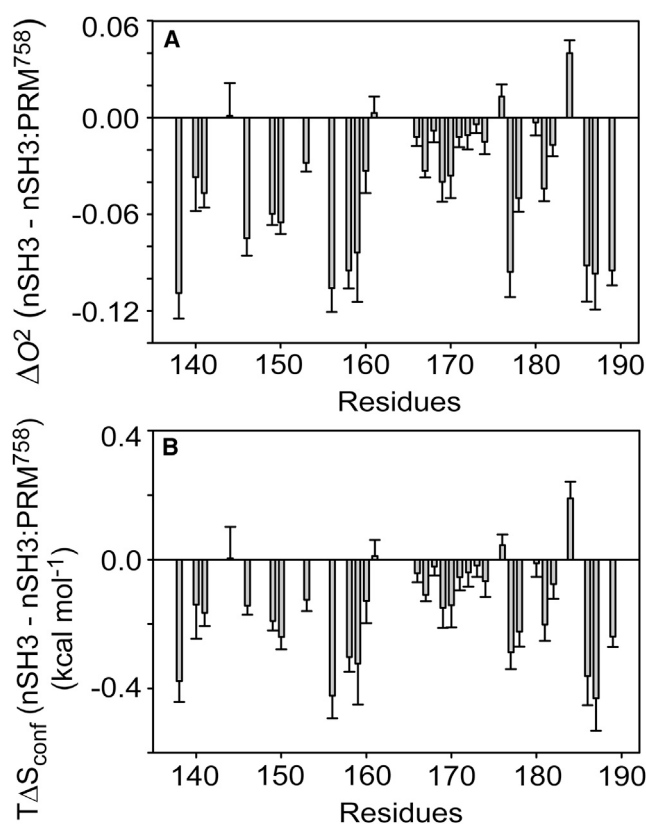 A
ΔO² (nSH3 - nSH3:PRM⁷⁵⁸)
0.06
0.00
-0.06
-0.12
140 150 160 170 180 190
Residues
B
TΔSconf (nSH3 - nSH3:PRM⁷⁵⁸)
(kcal mol⁻¹)
0.4
0.0
-0.4
140 150 160 170 180 190
Residues